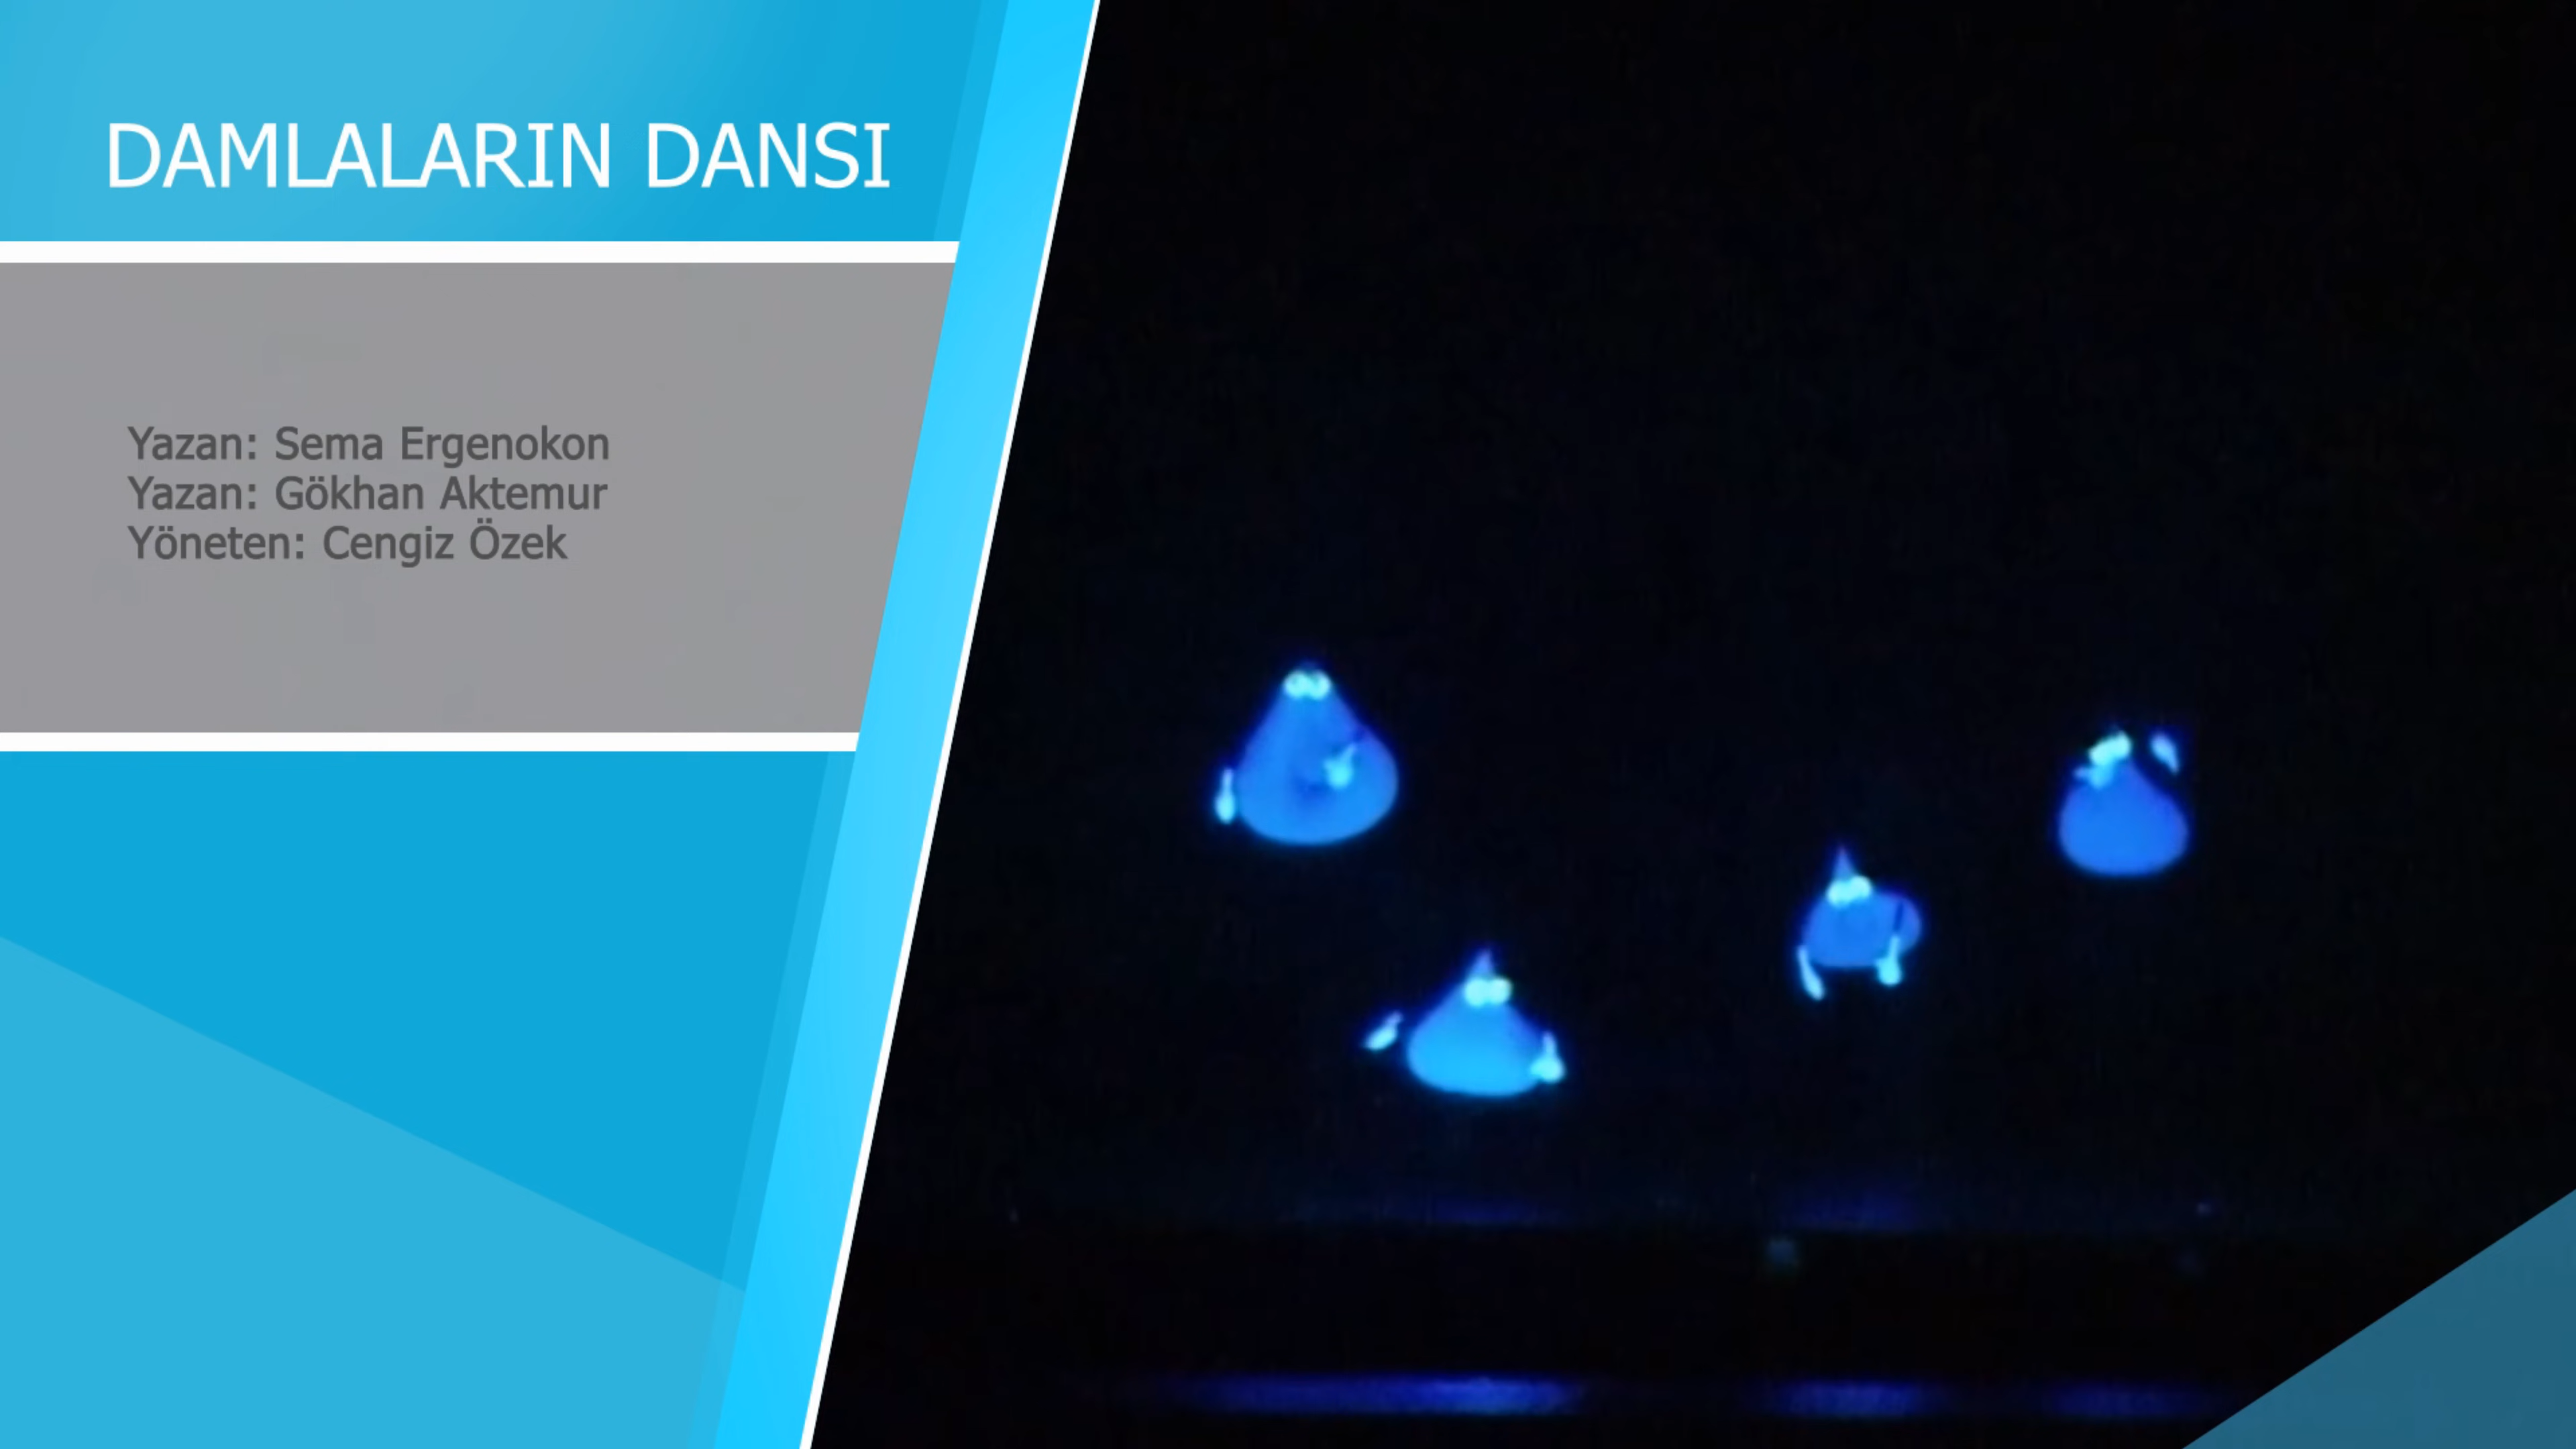 DAMLALARIN DANSI
Yazan: Sema Ergenokon
Yazan: Gökhan Aktemur
Yöneten: Cengiz Özek